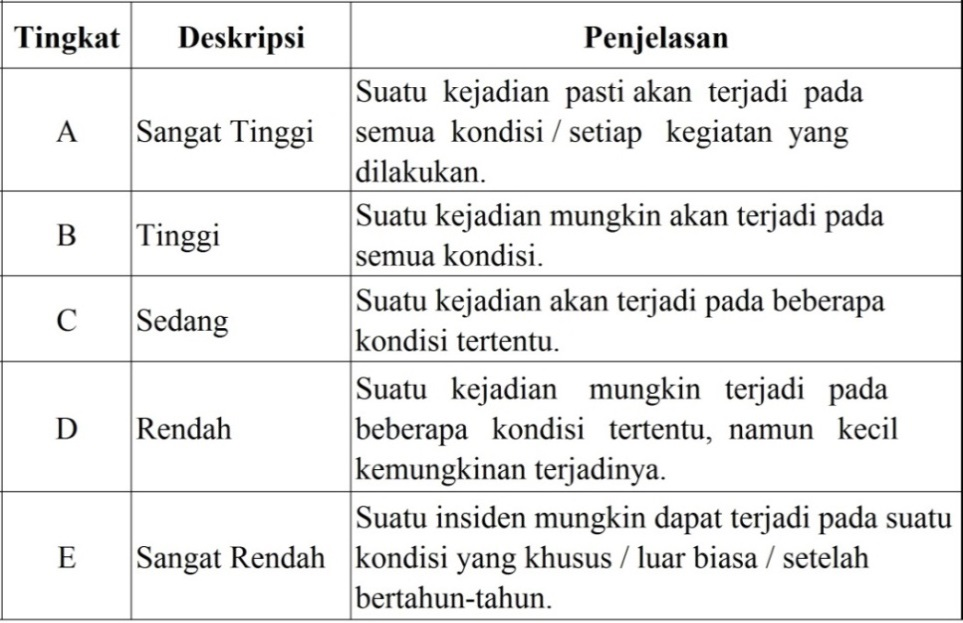 Tingkat Deskripsi Penjelasan
A Sangat Tinggi Suatu kejadian pasti akan terjadi pada
semua kondisi / setiap kegiatan yang
dilakukan.
B Tinggi Suatu kejadian mungkin akan terjadi pada
semua kondisi.
C Sedang Suatu kejadian akan terjadi pada beberapa
kondisi tertentu.
D Rendah Suatu kejadian mungkin terjadi pada
beberapa kondisi tertentu, namun kecil
kemungkinan terjadinya.
E Sangat Rendah Suatu insiden mungkin dapat terjadi pada suatu
kondisi yang khusus / luar biasa / setelah
bertahun-tahun.